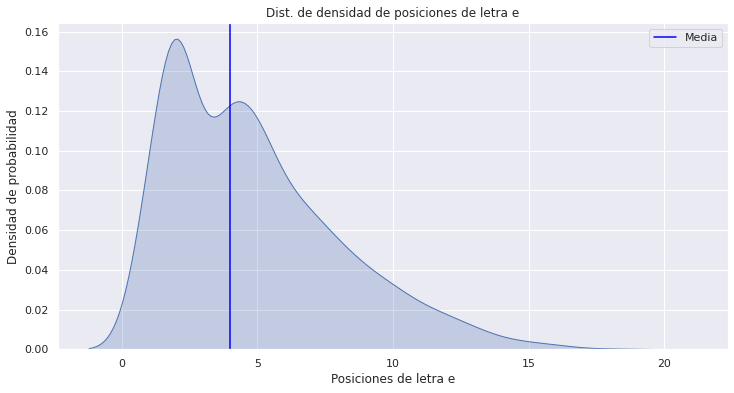 Dist. de densidad de posiciones de letra e
Media
Densidad de probabilidad
0.16
0.14
0.12
0.10
0.08
0.06
0.04
0.02
0.00
0 5 10 15 20
Posiciones de letra e